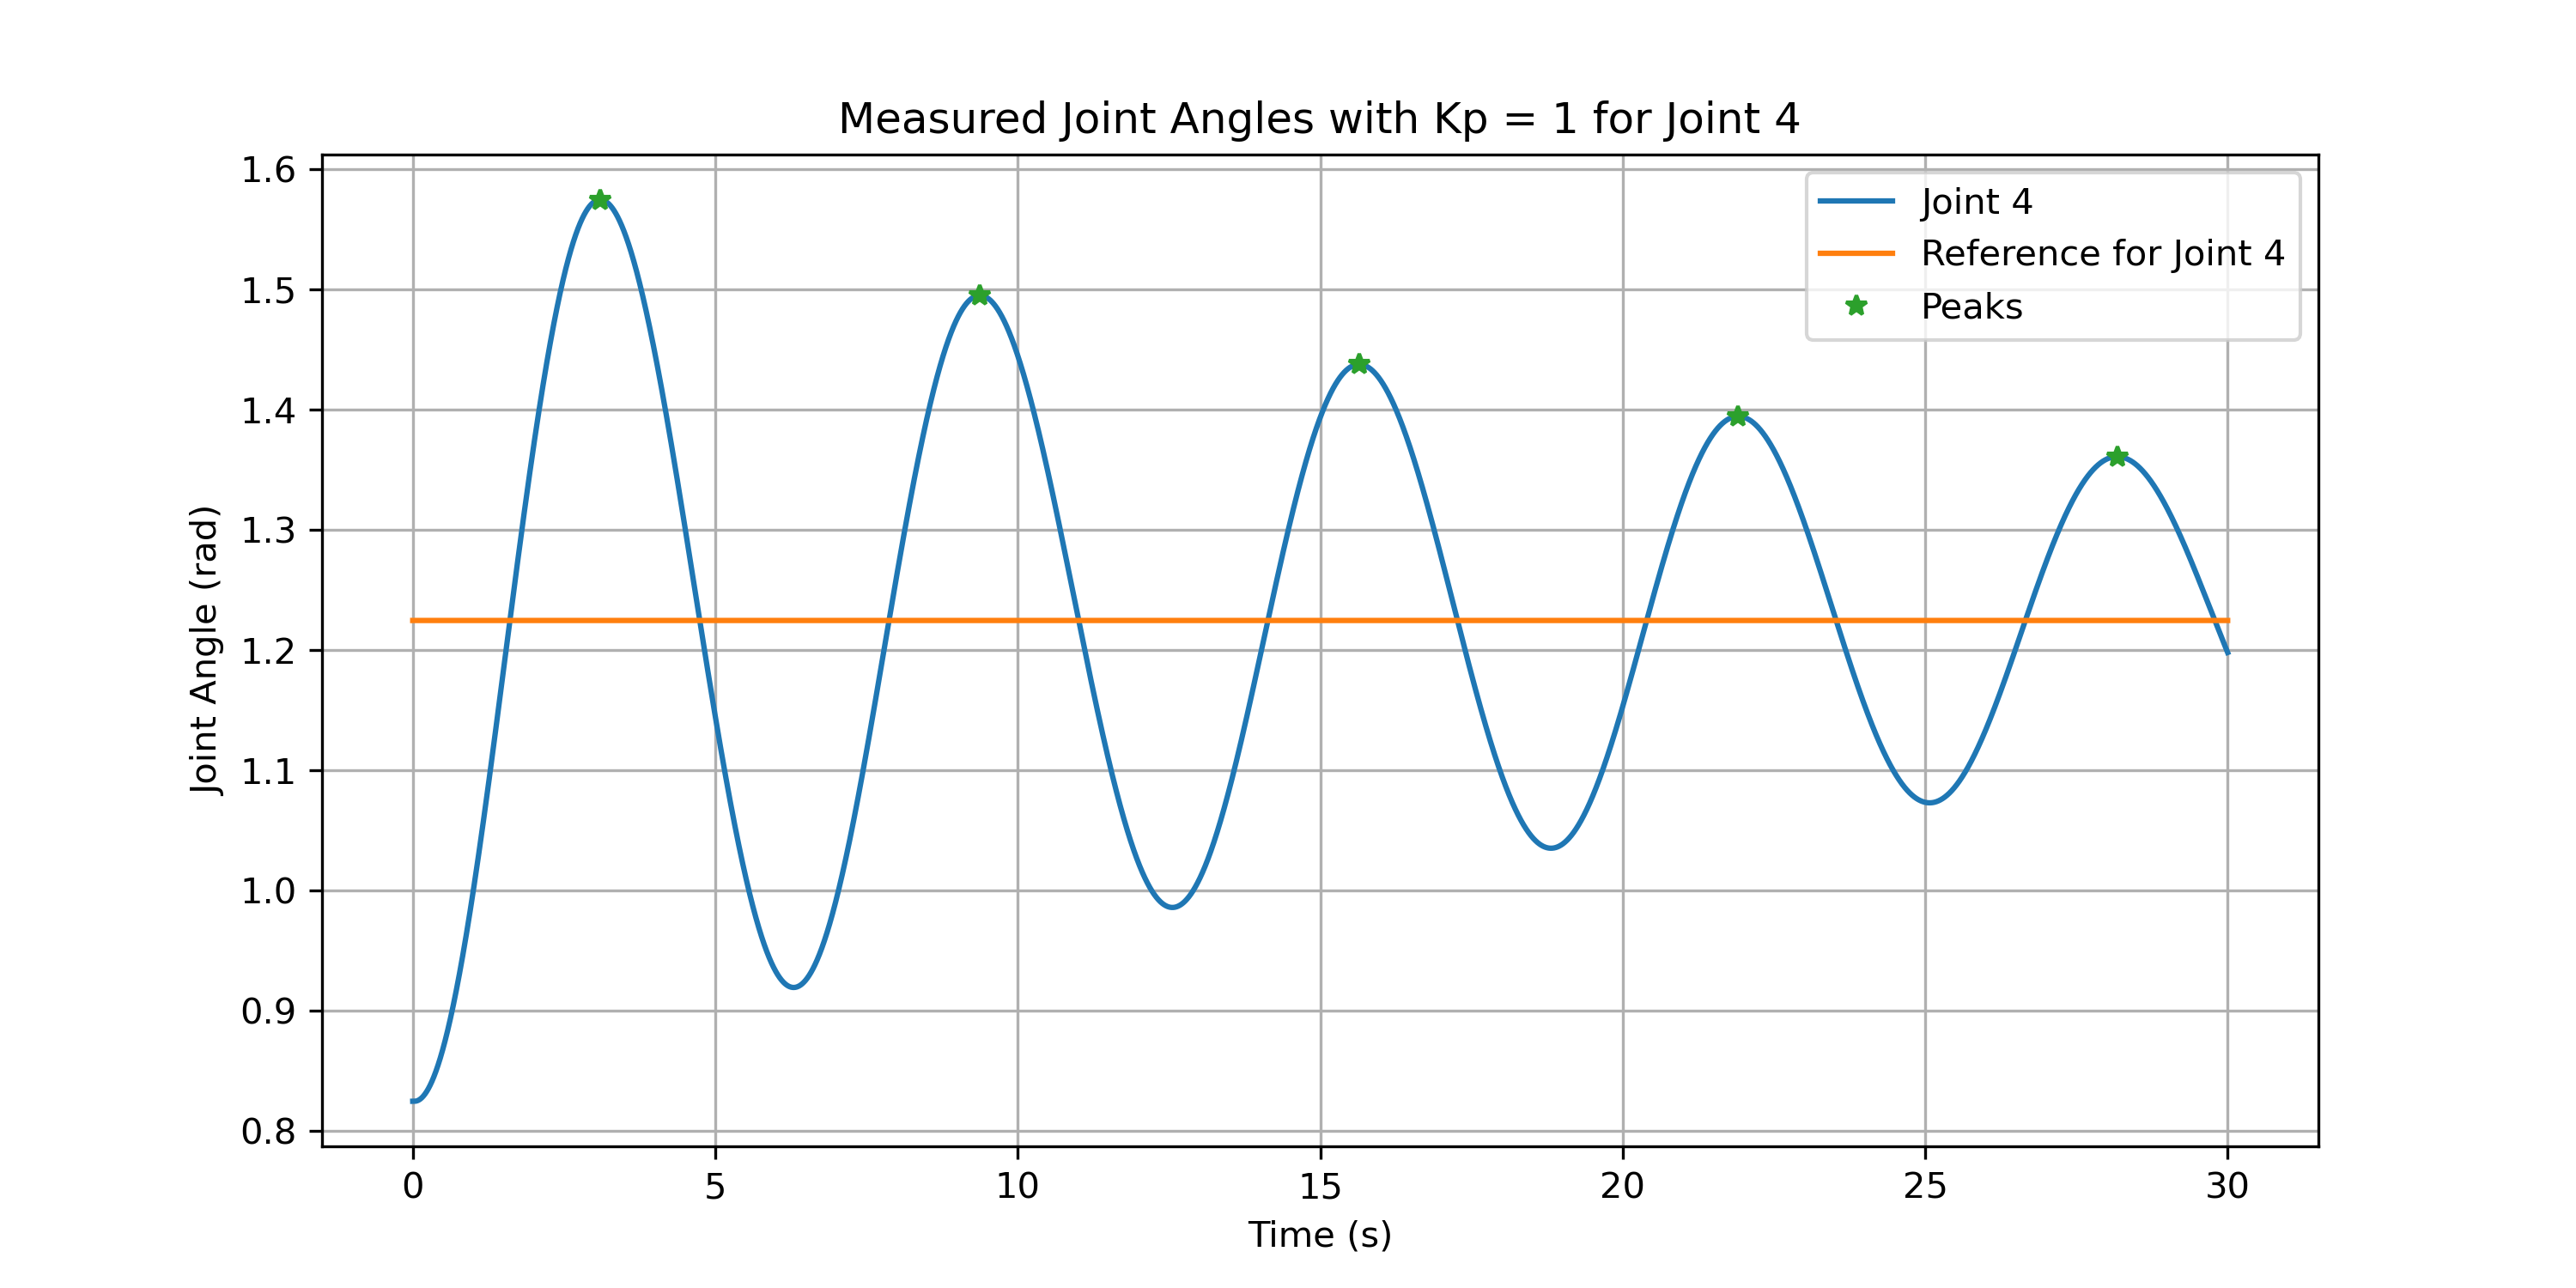 Measured Joint Angles with Kp = 1 for Joint 4
Joint 4
Reference for Joint 4
Peaks
Joint Angle (rad)
1.6
1.5
1.4
1.3
1.2
1.1
1.0
0.9
0.8
0 5 10 15 20 25 30
Time (s)